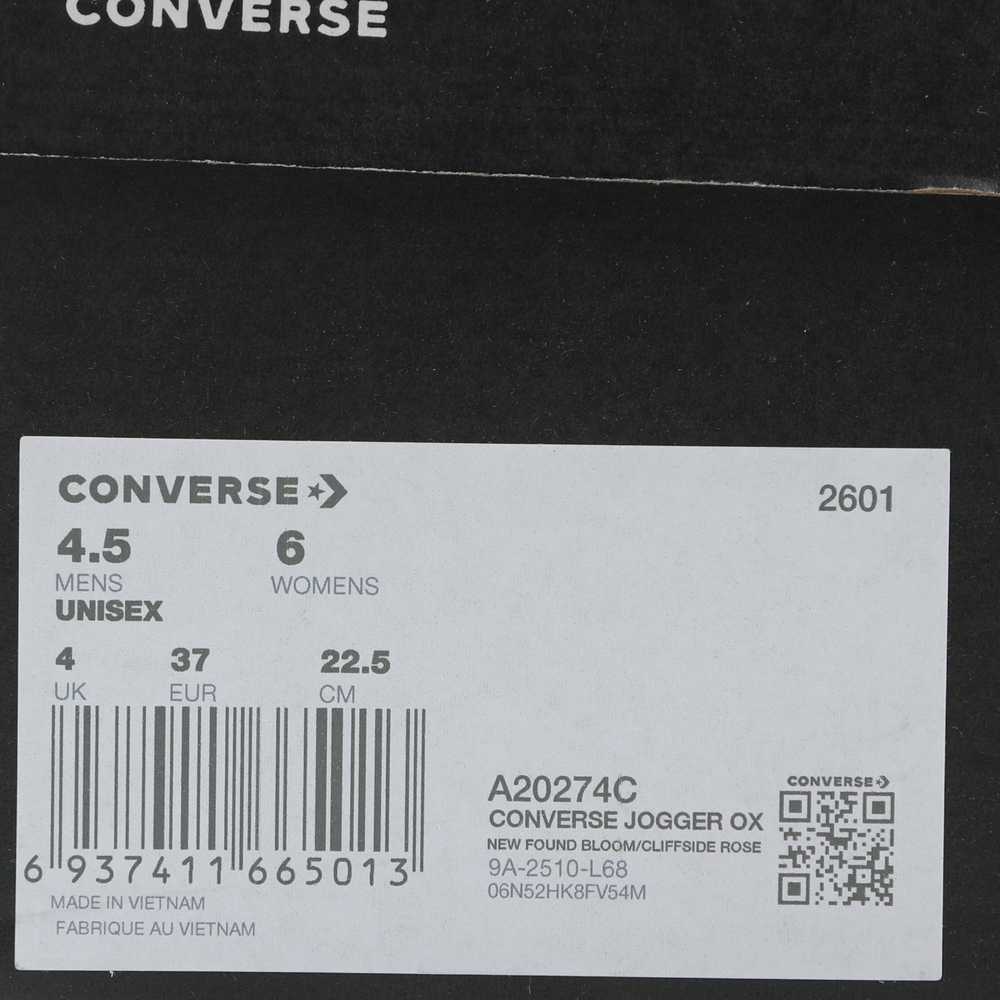 CONVERSE
CONVERSE
2601
4.5 6
MENS WOMENS
UNISEX
4 37 22.5
UK EUR CM
6 937411 665013
MADE IN VIETNAM
FABRIQUE AU VIETNAM
A20274C
CONVERSE JOGGER OX
NEW FOUND BLOOM/CLIFFSIDE ROSE
9A-2510-L68
06N52HK8FV54M
CONVERSE